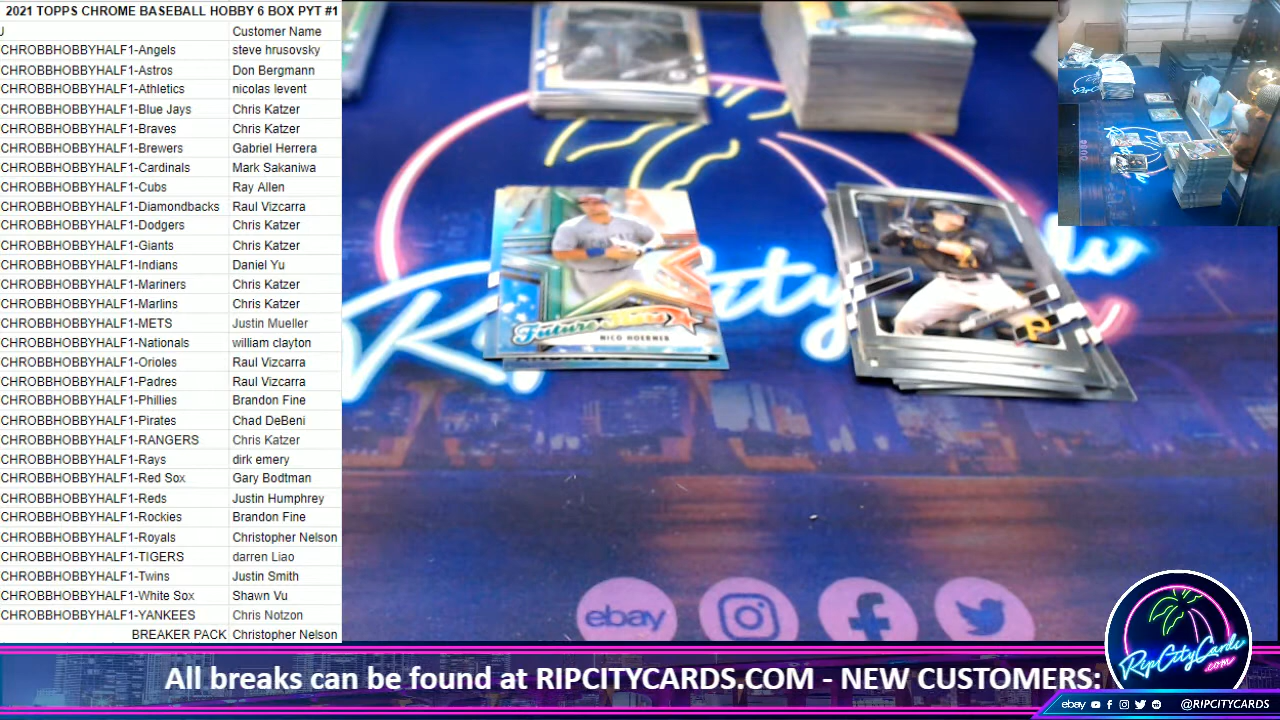 2021 TOPPS CHROME BASEBALL HOBBY 6 BOX PYT #1
Customer Name
CHROBBHOBBYHALF1-Angels steve hrusovsky
CHROBBHOBBYHALF1-Astros Don Bergmann
CHROBBHOBBYHALF1-Athletics nicolas levent
CHROBBHOBBYHALF1-Blue Jays Chris Katzer
CHROBBHOBBYHALF1-Braves Chris Katzer
CHROBBHOBBYHALF1-Brewers Gabriel Herrera
CHROBBHOBBYHALF1-Cardinals Mark Sakaniwa
CHROBBHOBBYHALF1-Cubs Ray Allen
CHROBBHOBBYHALF1-Diamondbacks Raul Vizcarra
CHROBBHOBBYHALF1-Dodgers Chris Katzer
CHROBBHOBBYHALF1-Giants Chris Katzer
CHROBBHOBBYHALF1-Indians Daniel Yu
CHROBBHOBBYHALF1-Mariners Chris Katzer
CHROBBHOBBYHALF1-Marlins Chris Katzer
CHROBBHOBBYHALF1-METS Justin Mueller
CHROBBHOBBYHALF1-Nationals william clayton
CHROBBHOBBYHALF1-Orioles Raul Vizcarra
CHROBBHOBBYHALF1-Padres Raul Vizcarra
CHROBBHOBBYHALF1-Phillies Brandon Fine
CHROBBHOBBYHALF1-Pirates Chad DeBeni
CHROBBHOBBYHALF1-RANGERS Chris Katzer
CHROBBHOBBYHALF1-Rays dirk emery
CHROBBHOBBYHALF1-Red Sox Gary Bodtman
CHROBBHOBBYHALF1-Reds Justin Humphrey
CHROBBHOBBYHALF1-Rockies Brandon Fine
CHROBBHOBBYHALF1-Royals Christopher Nelson
CHROBBHOBBYHALF1-TIGERS darren Liao
CHROBBHOBBYHALF1-Twins Justin Smith
CHROBBHOBBYHALF1-White Sox Shawn Vu
CHROBBHOBBYHALF1-YANKEES Chris Notzon
BREAKER PACK Christopher Nelson
Future Stars
NICO HOERNER
ebay
All breaks can be found at RIPCITYCARDS.COM - NEW CUSTOMERS:
RipCityCards
.com
ebay @RIPCITYCARDS